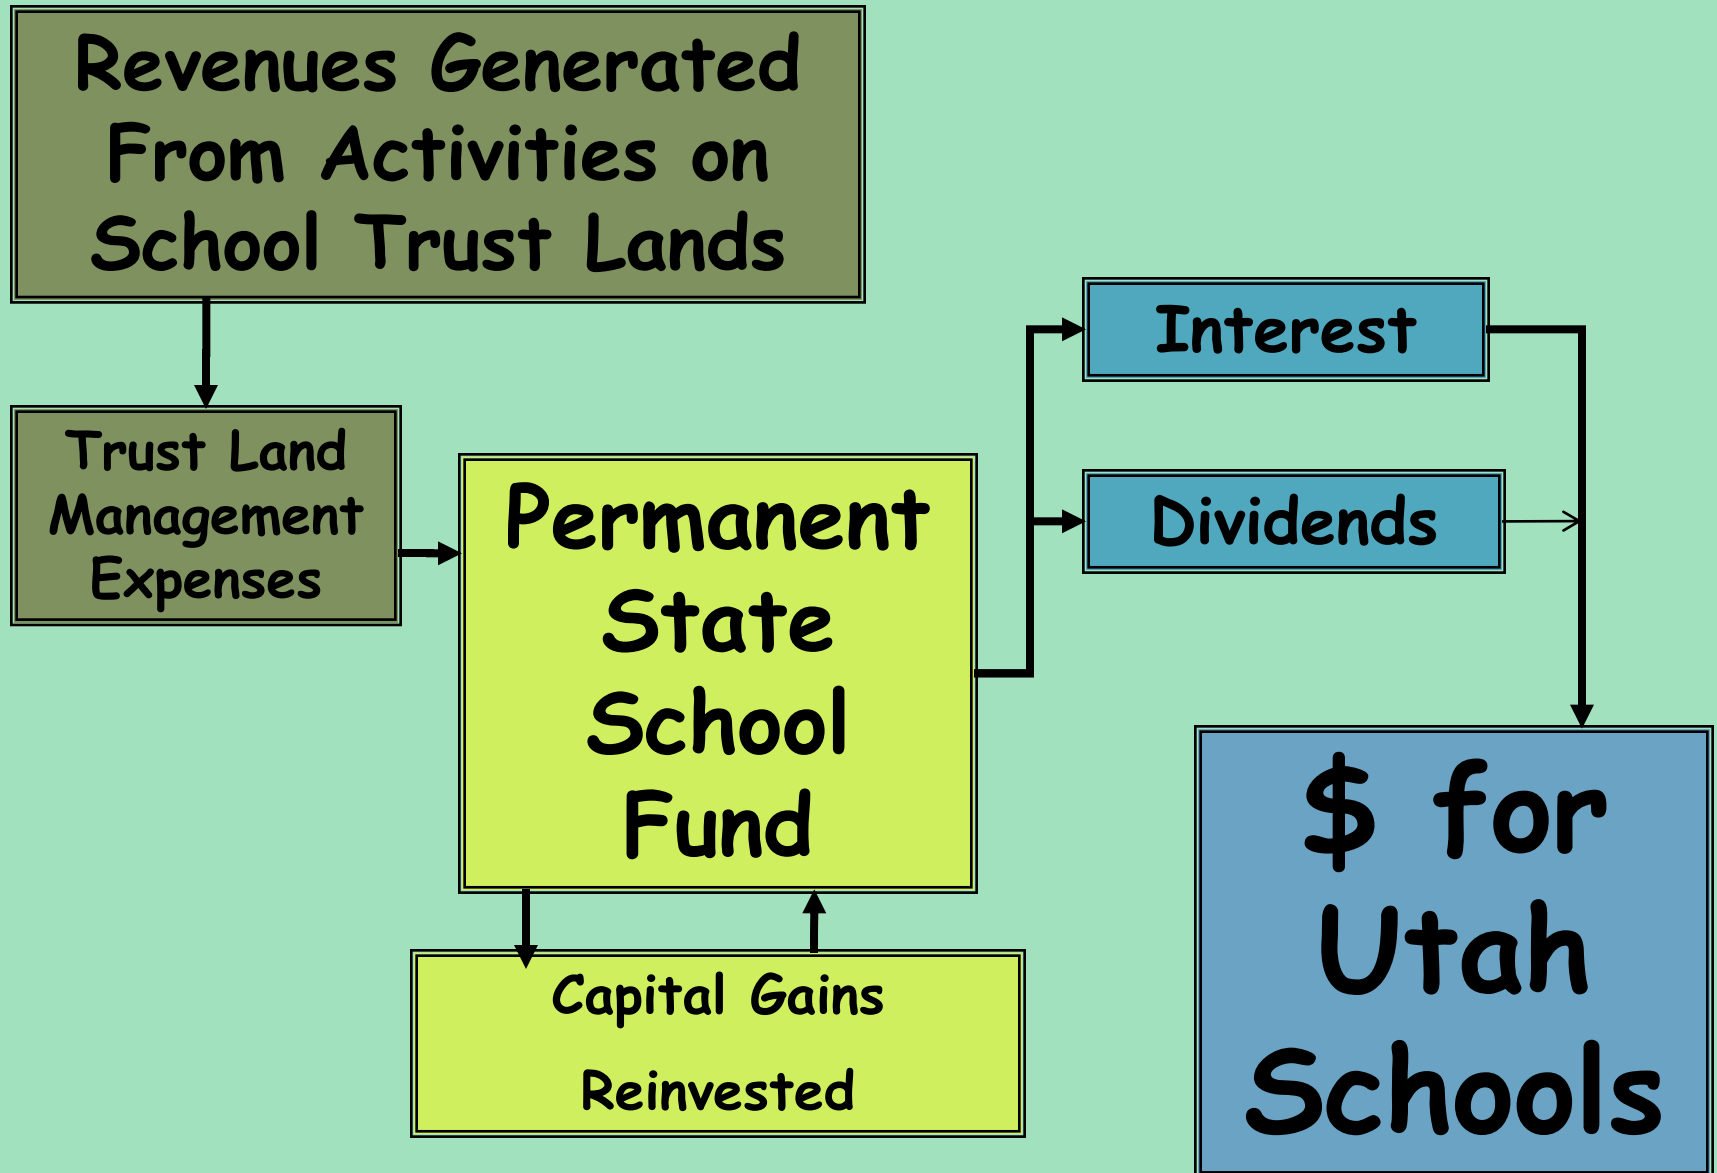 Revenues Generated
From Activities on
School Trust Lands
Trust Land
Management
Expenses
Permanent
State
School
Fund
Capital Gains
Reinvested
Interest
Dividends
$ for
Utah
Schools